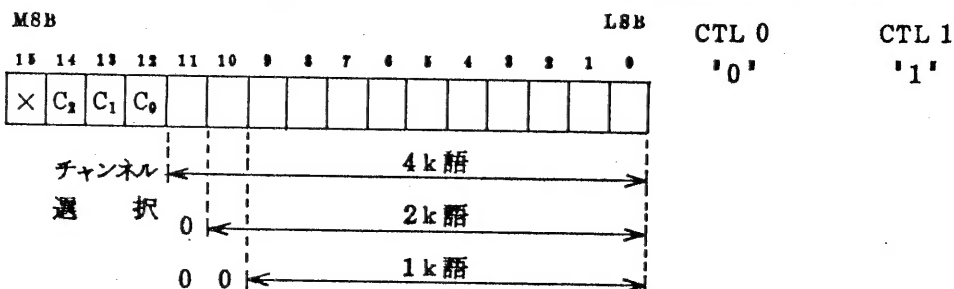 MSB LSB CTL 0 CTL 1
15 14 13 12 11 10 9 8 7 6 5 4 3 2 1 0 "0" "1"
× C₂ C₁ C₀
チャンネル 4k語
選択 0 2k語
0 0 1k語